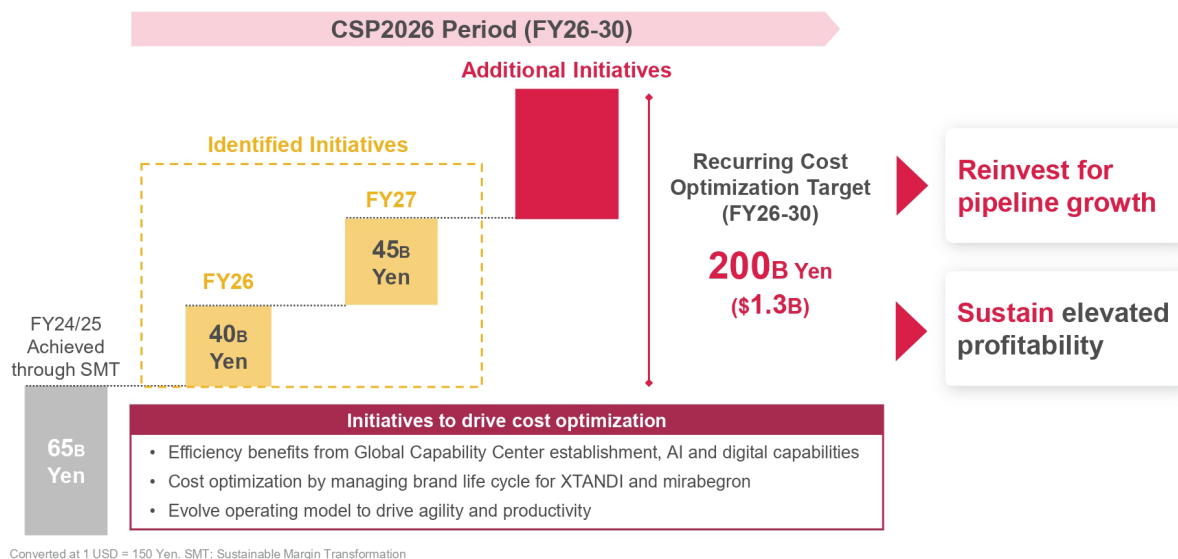 CSP2026 Period (FY26-30)
Additional Initiatives
Identified Initiatives
FY27
45B
Yen
FY26
40B
Yen
FY24/25
Achieved
through SMT
65B
Yen
Recurring Cost
Optimization Target
(FY26-30)
200B Yen
($1.3B)
Reinvest for
pipeline growth
Sustain elevated
profitability
Initiatives to drive cost optimization
• Efficiency benefits from Global Capability Center establishment, AI and digital capabilities
• Cost optimization by managing brand life cycle for XTANDI and mirabegron
• Evolve operating model to drive agility and productivity
Converted at 1 USD = 150 Yen. SMT: Sustainable Margin Transformation